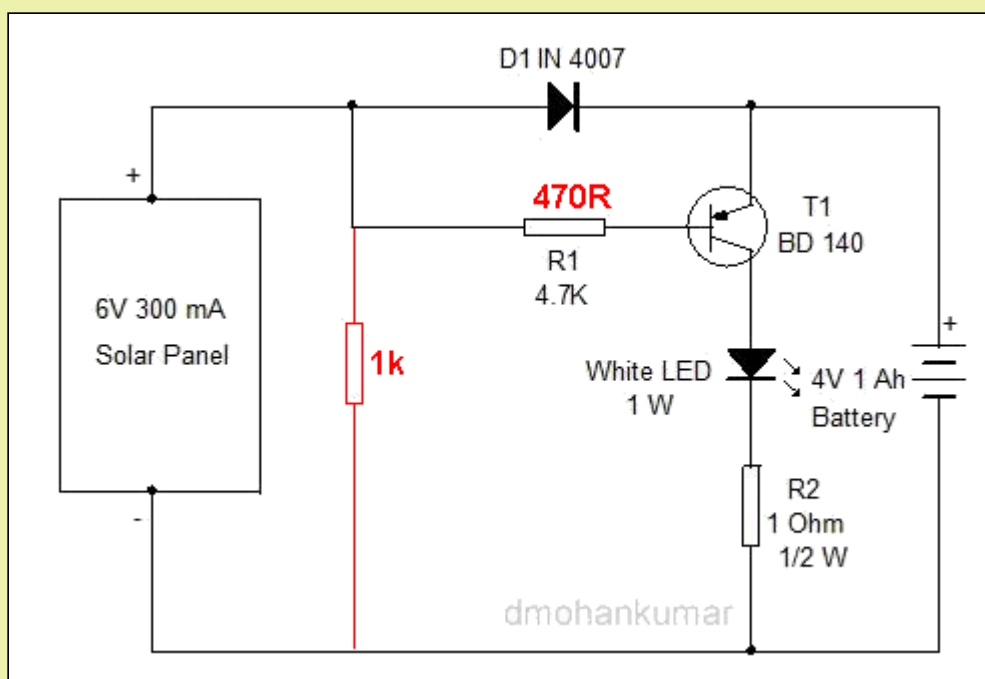 D1 IN 4007
+
470R
T1
BD 140
R1
4.7K
6V 300 mA
Solar Panel
1k
+
White LED
1 W
4V 1 Ah
Battery
-
R2
1 Ohm
1/2 W
dmohankumar